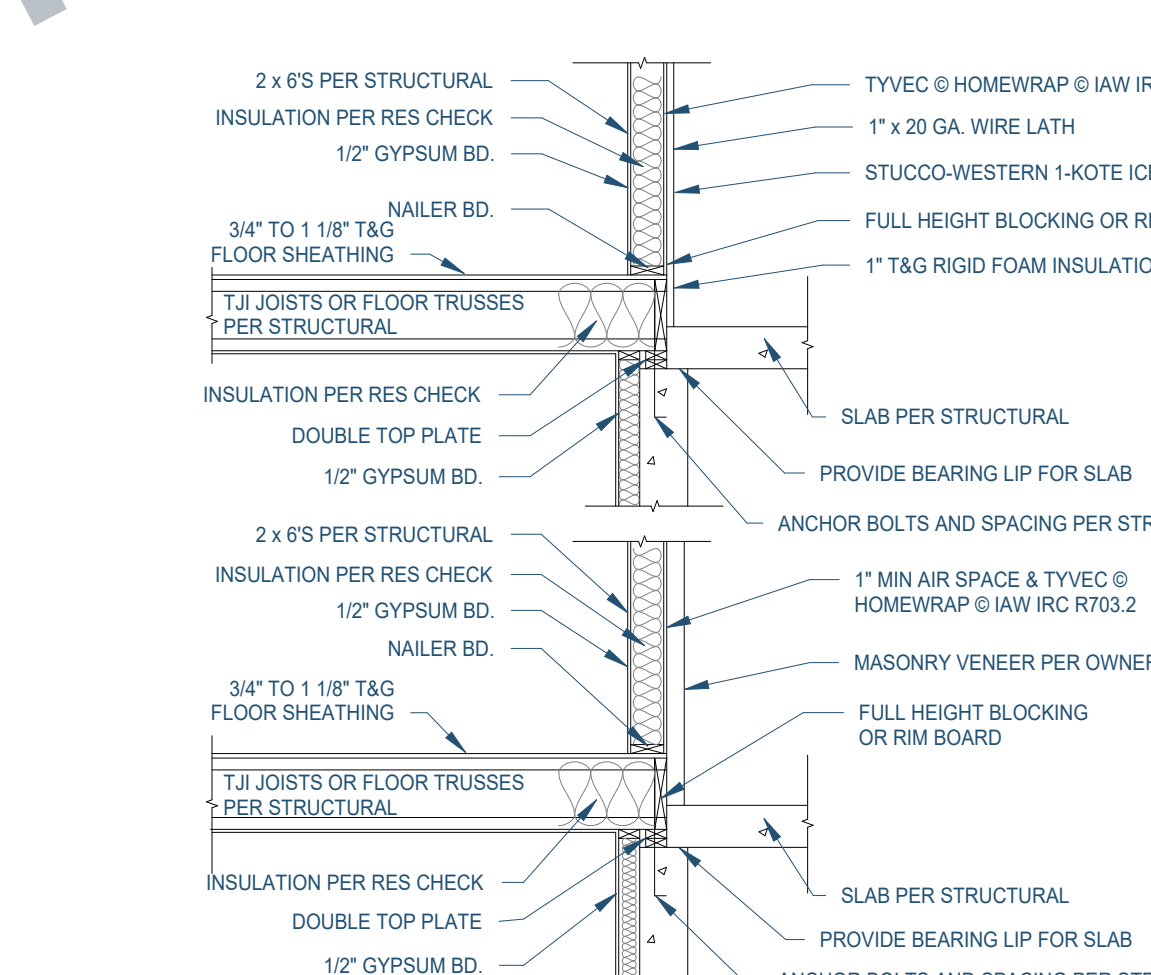 2 x 6'S PER STRUCTURAL
INSULATION PER RES CHECK
1/2" GYPSUM BD.
NAILER BD.
3/4" TO 1 1/8" T&G
FLOOR SHEATHING
TJI JOISTS OR FLOOR TRUSSES
PER STRUCTURAL
INSULATION PER RES CHECK
DOUBLE TOP PLATE
1/2" GYPSUM BD.
TYVEC © HOMEWRAP © IAW
1" x 20 GA. WIRE LATH
STUCCO-WESTERN 1-KOTE
FULL HEIGHT BLOCKING OR
1" T&G RIGID FOAM
SLAB PER STRUCTURAL
PROVIDE BEARING LIP FOR SLAB
ANCHOR BOLTS AND SPACING PER
2 x 6'S PER STRUCTURAL
INSULATION PER RES CHECK
1/2" GYPSUM BD.
NAILER BD.
3/4" TO 1 1/8" T&G
FLOOR SHEATHING
TJI JOISTS OR FLOOR TRUSSES
PER STRUCTURAL
INSULATION PER RES CHECK
DOUBLE TOP PLATE
1/2" GYPSUM BD.
1" MIN AIR SPACE & TYVEC ©
HOMEWRAP © IAW IRC R703.2
MASONRY VENEER PER OWNER
FULL HEIGHT BLOCKING
OR RIM BOARD
SLAB PER STRUCTURAL
PROVIDE BEARING LIP FOR SLAB